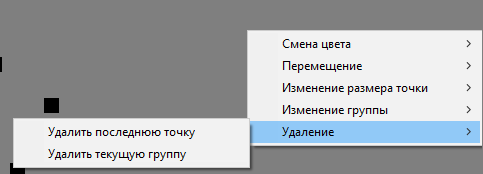 Смена цвета
Перемещение
Изменение размера точки
Изменение группы
Удаление
Удалить последнюю точку
Удалить текущую группу